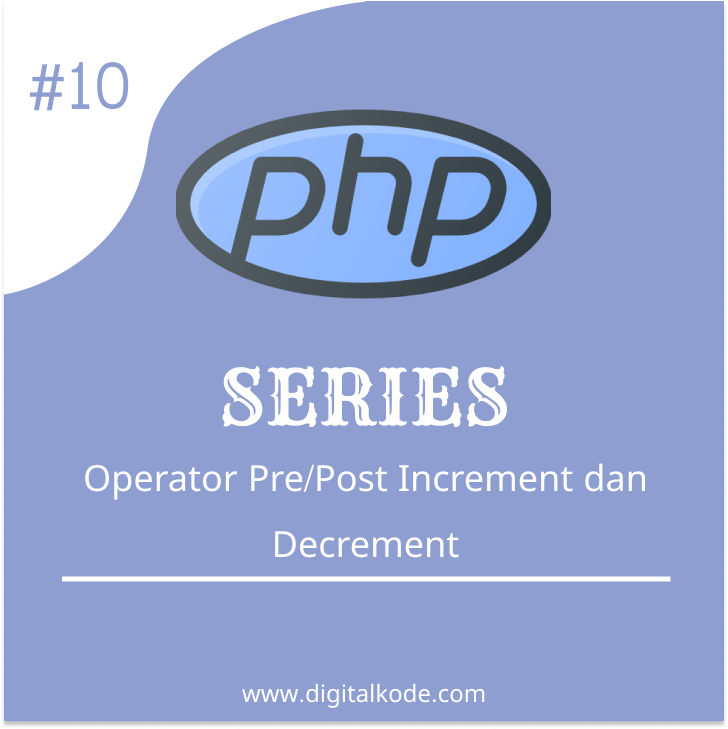 #10
php
SERIES
Operator Pre/Post Increment dan
Decrement
www.digitalkode.com